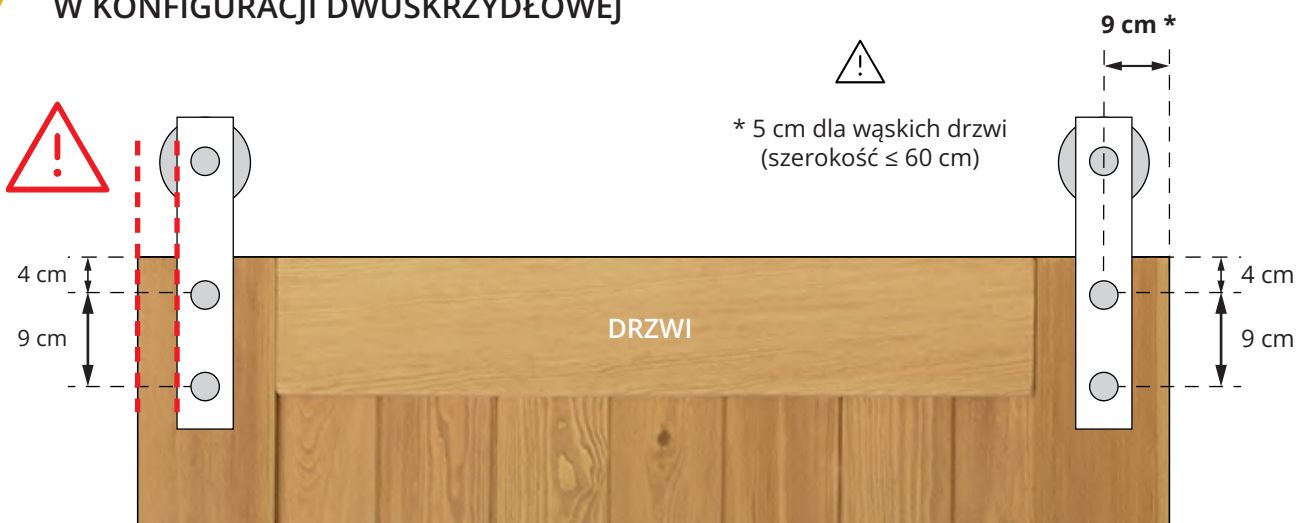 W KONFIGURACJI DWUSKRZYDŁOWEJ
9 cm *
* 5 cm dla wąskich drzwi
(szerokość ≤ 60 cm)
4 cm
4 cm
DRZWI
9 cm
9 cm